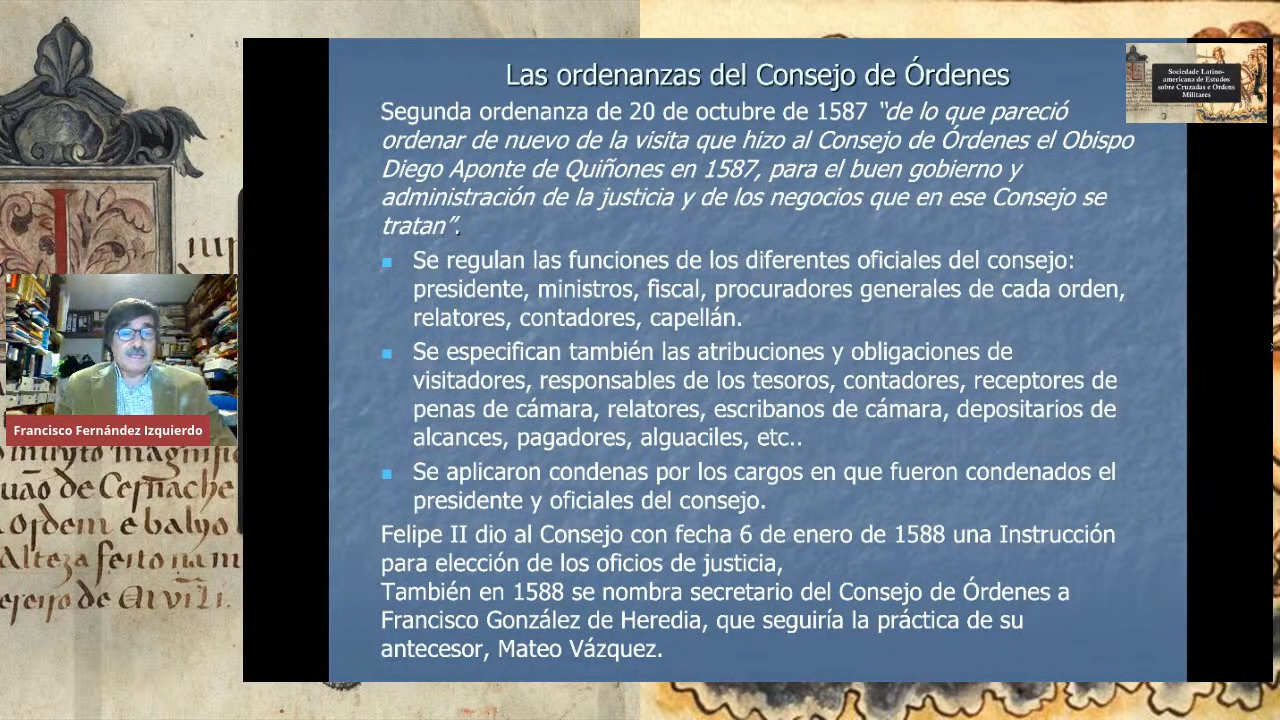 Las ordenanzas del Consejo de Órdenes
Segunda ordenanza de 20 de octubre de 1587 "de lo que pareció
ordenar de nuevo de la visita que hizo al Consejo de Órdenes el Obispo
Diego Aponte de Quiñones en 1587, para el buen gobierno y
administración de la justicia y de los negocios que en ese Consejo se
tratan".
Se regulan las funciones de los diferentes oficiales del consejo:
presidente, ministros, fiscal, procuradores generales de cada orden,
relatores, contadores, capellán.
Se especifican también las atribuciones y obligaciones de
visitadores, responsables de los tesoros, contadores, receptores de
penas de cámara, relatores, escribanos de cámara, depositarios de
alcances, pagadores, alguaciles, etc..
Se aplicaron condenas por los cargos en que fueron condenados el
presidente y oficiales del consejo.
Felipe II dio al Consejo con fecha 6 de enero de 1588 una Instrucción
para elección de los oficios de justicia,
También en 1588 se nombra secretario del Consejo de Órdenes a
Francisco González de Heredia, que seguiría la práctica de su
antecesor, Mateo Vázquez.
Sociedade Latino-
americana de Estudos
sobre Cruzadas e Ordens
Militares
Francisco Fernández Izquierdo
de Cernache
ordem e balyo
Alteza feito